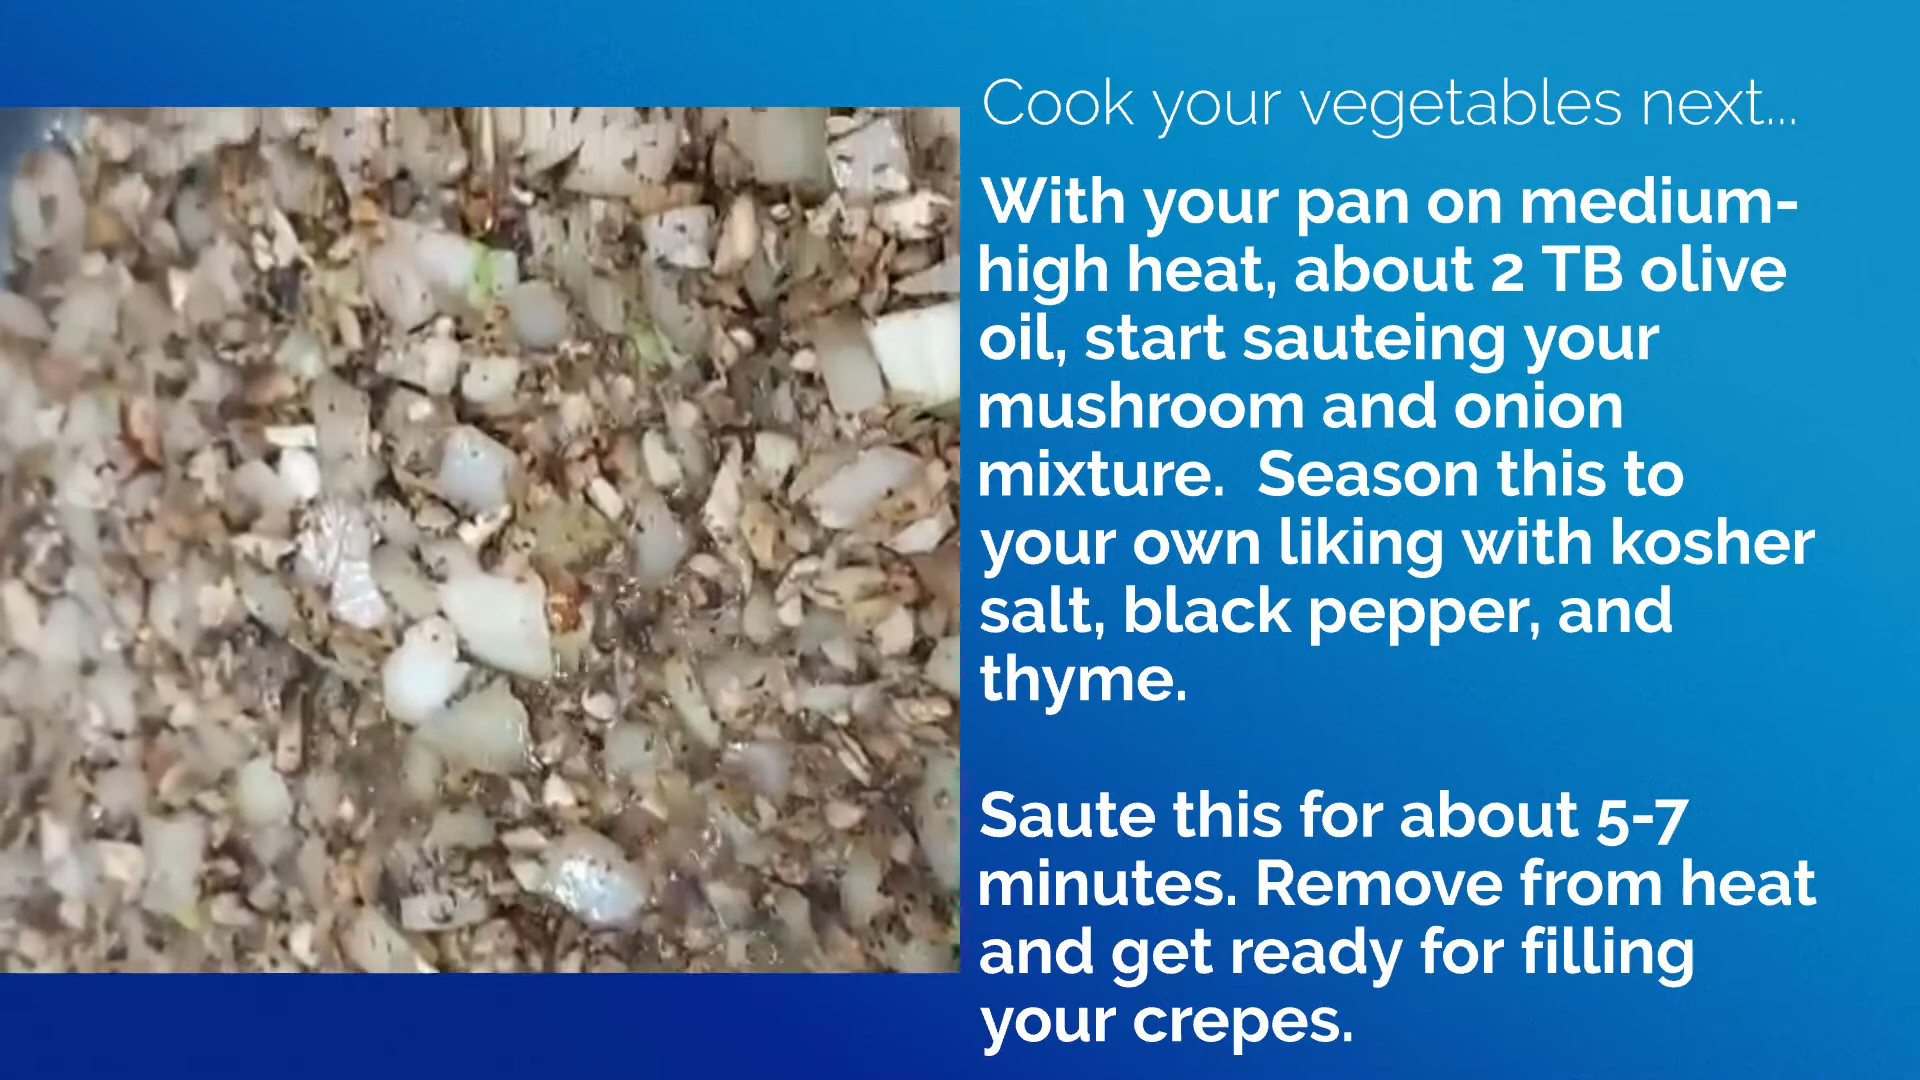 Cook your vegetables next...
With your pan on medium-
high heat, about 2 TB olive
oil, start sauteing your
mushroom and onion
mixture.  Season this to
your own liking with kosher
salt, black pepper, and
thyme.
Saute this for about 5-7
minutes. Remove from heat
and get ready for filling
your crepes.